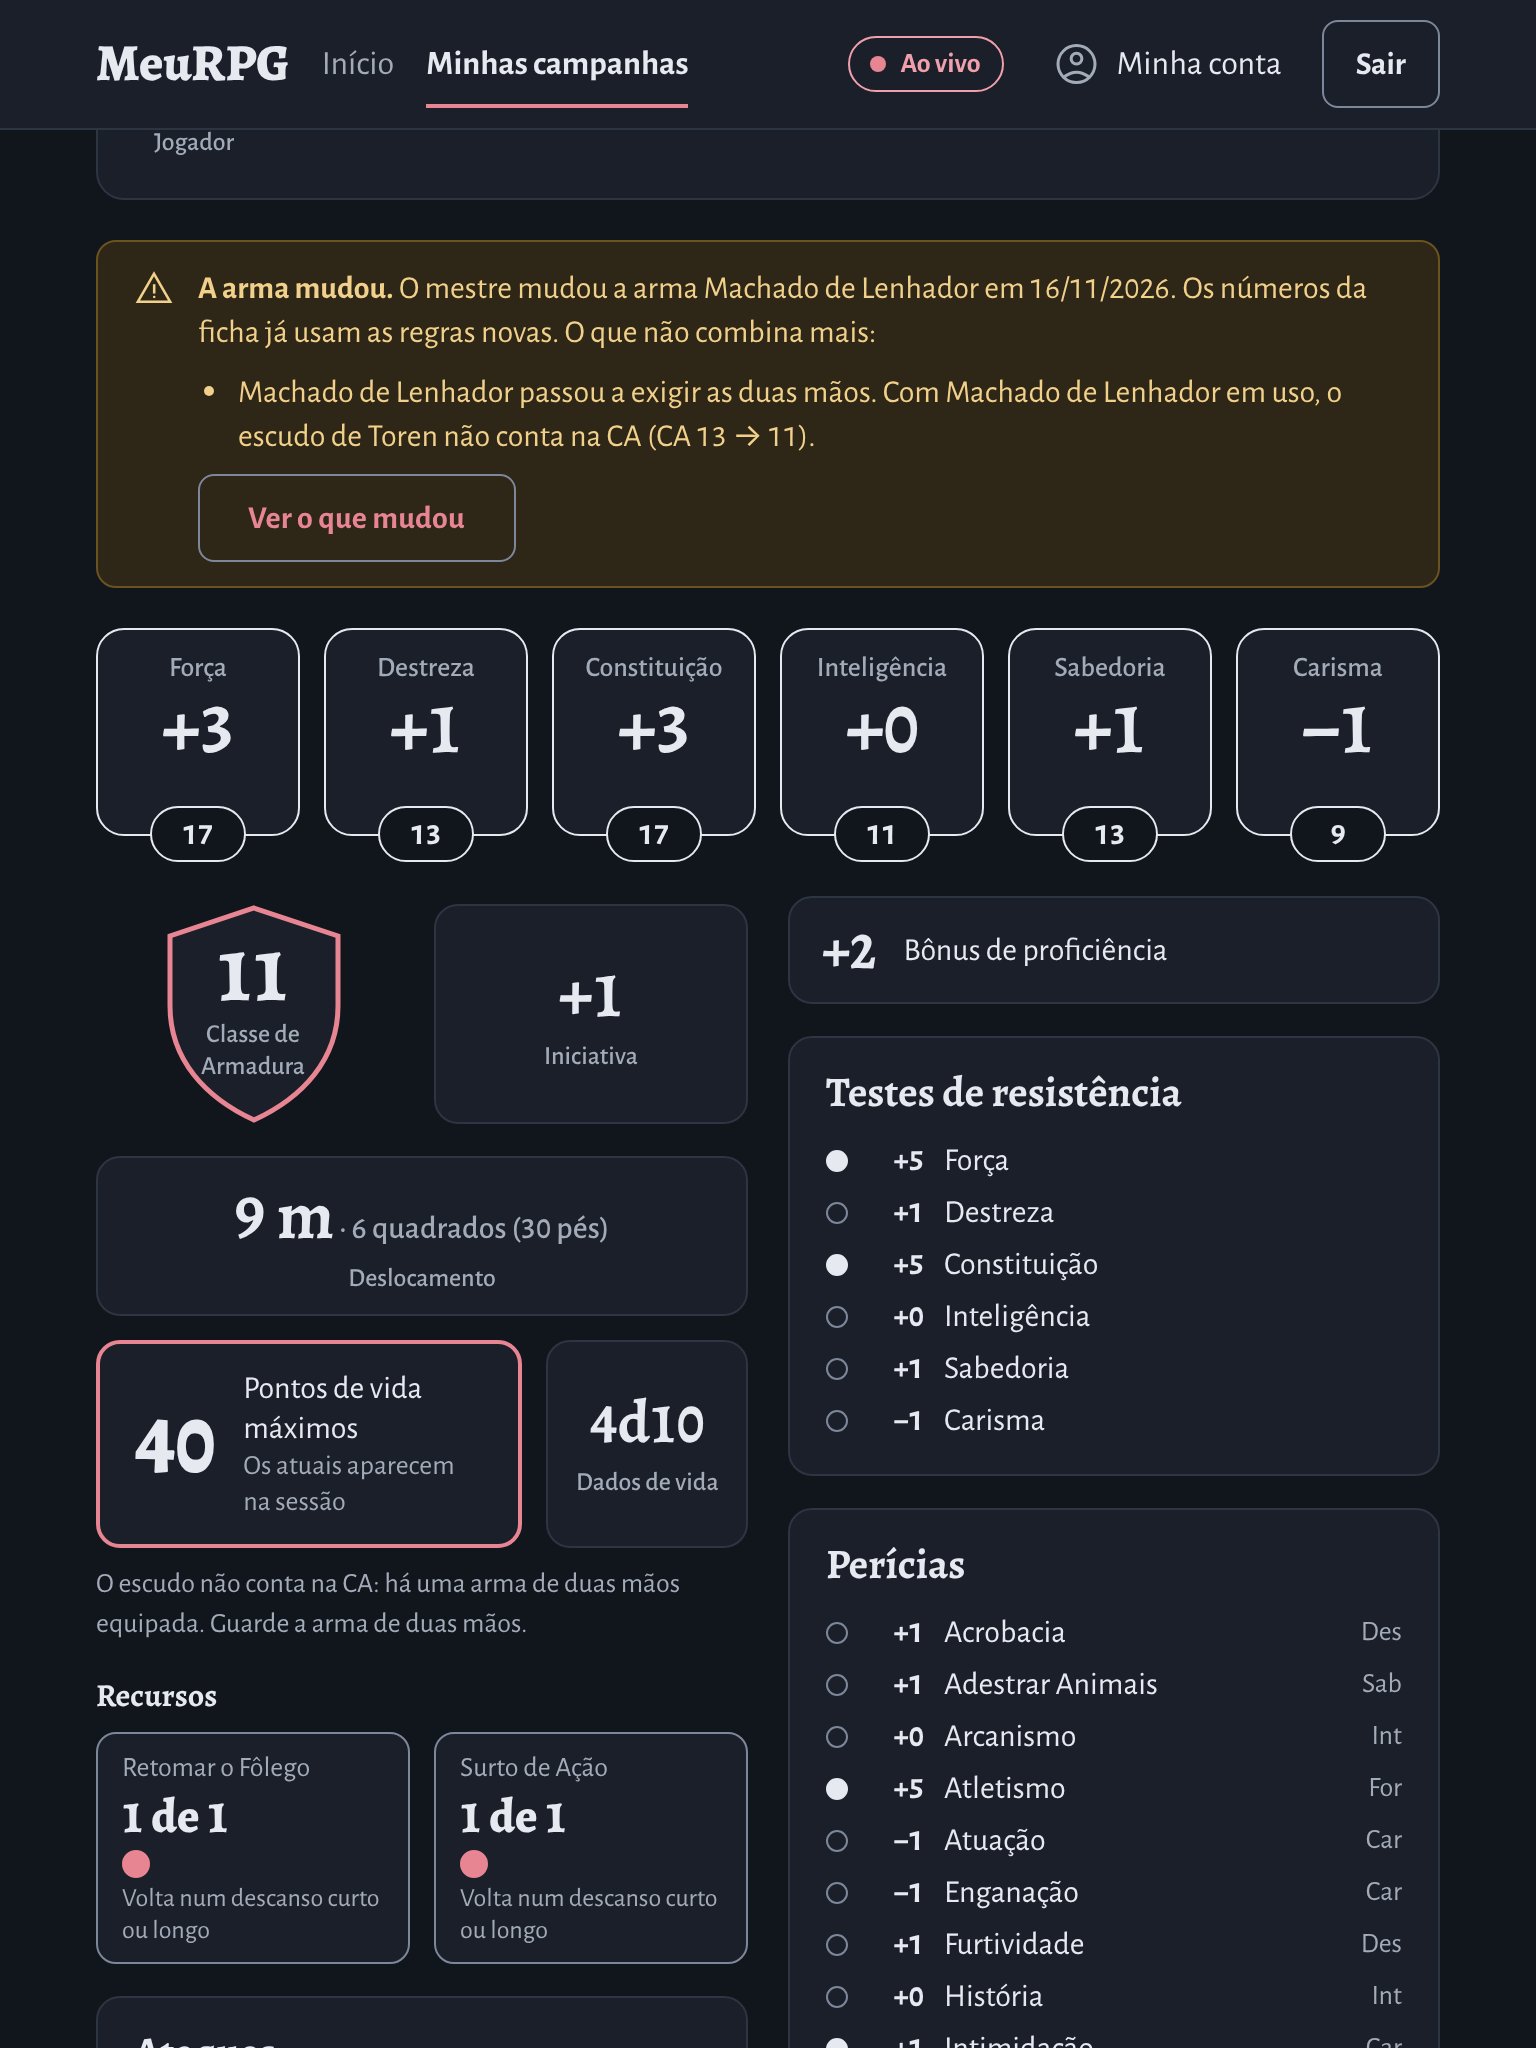 MeuRPG
Início
Minhas campanhas
Ao vivo
Minha conta
Sair
Jogador
A arma mudou. O mestre mudou a arma Machado de Lenhador em 16/11/2026. Os números da
ficha já usam as regras novas. O que não combina mais:
• Machado de Lenhador passou a exigir as duas mãos. Com Machado de Lenhador em uso, o
escudo de Toren não conta na CA (CA 13 → 11).
Ver o que mudou
Força
+3
17
Destreza
+1
13
Constituição
+3
17
Inteligência
+0
11
Sabedoria
+1
13
Carisma
−1
9
11
Classe de
Armadura
+1
Iniciativa
9 m · 6 quadrados (30 pés)
Deslocamento
40
Pontos de vida
máximos
Os atuais aparecem
na sessão
4d10
Dados de vida
O escudo não conta na CA: há uma arma de duas mãos
equipada. Guarde a arma de duas mãos.
Recursos
Retomar o Fôlego
1 de 1
Volta num descanso curto
ou longo
Surto de Ação
1 de 1
Volta num descanso curto
ou longo
Ataques
+2 Bônus de proficiência
Testes de resistência
+5 Força
+1 Destreza
+5 Constituição
+0 Inteligência
+1 Sabedoria
−1 Carisma
Perícias
+1 Acrobacia Des
+1 Adestrar Animais Sab
+0 Arcanismo Int
+5 Atletismo For
−1 Atuação Car
−1 Enganação Car
+1 Furtividade Des
+0 História Int
+1 Intimidação Car